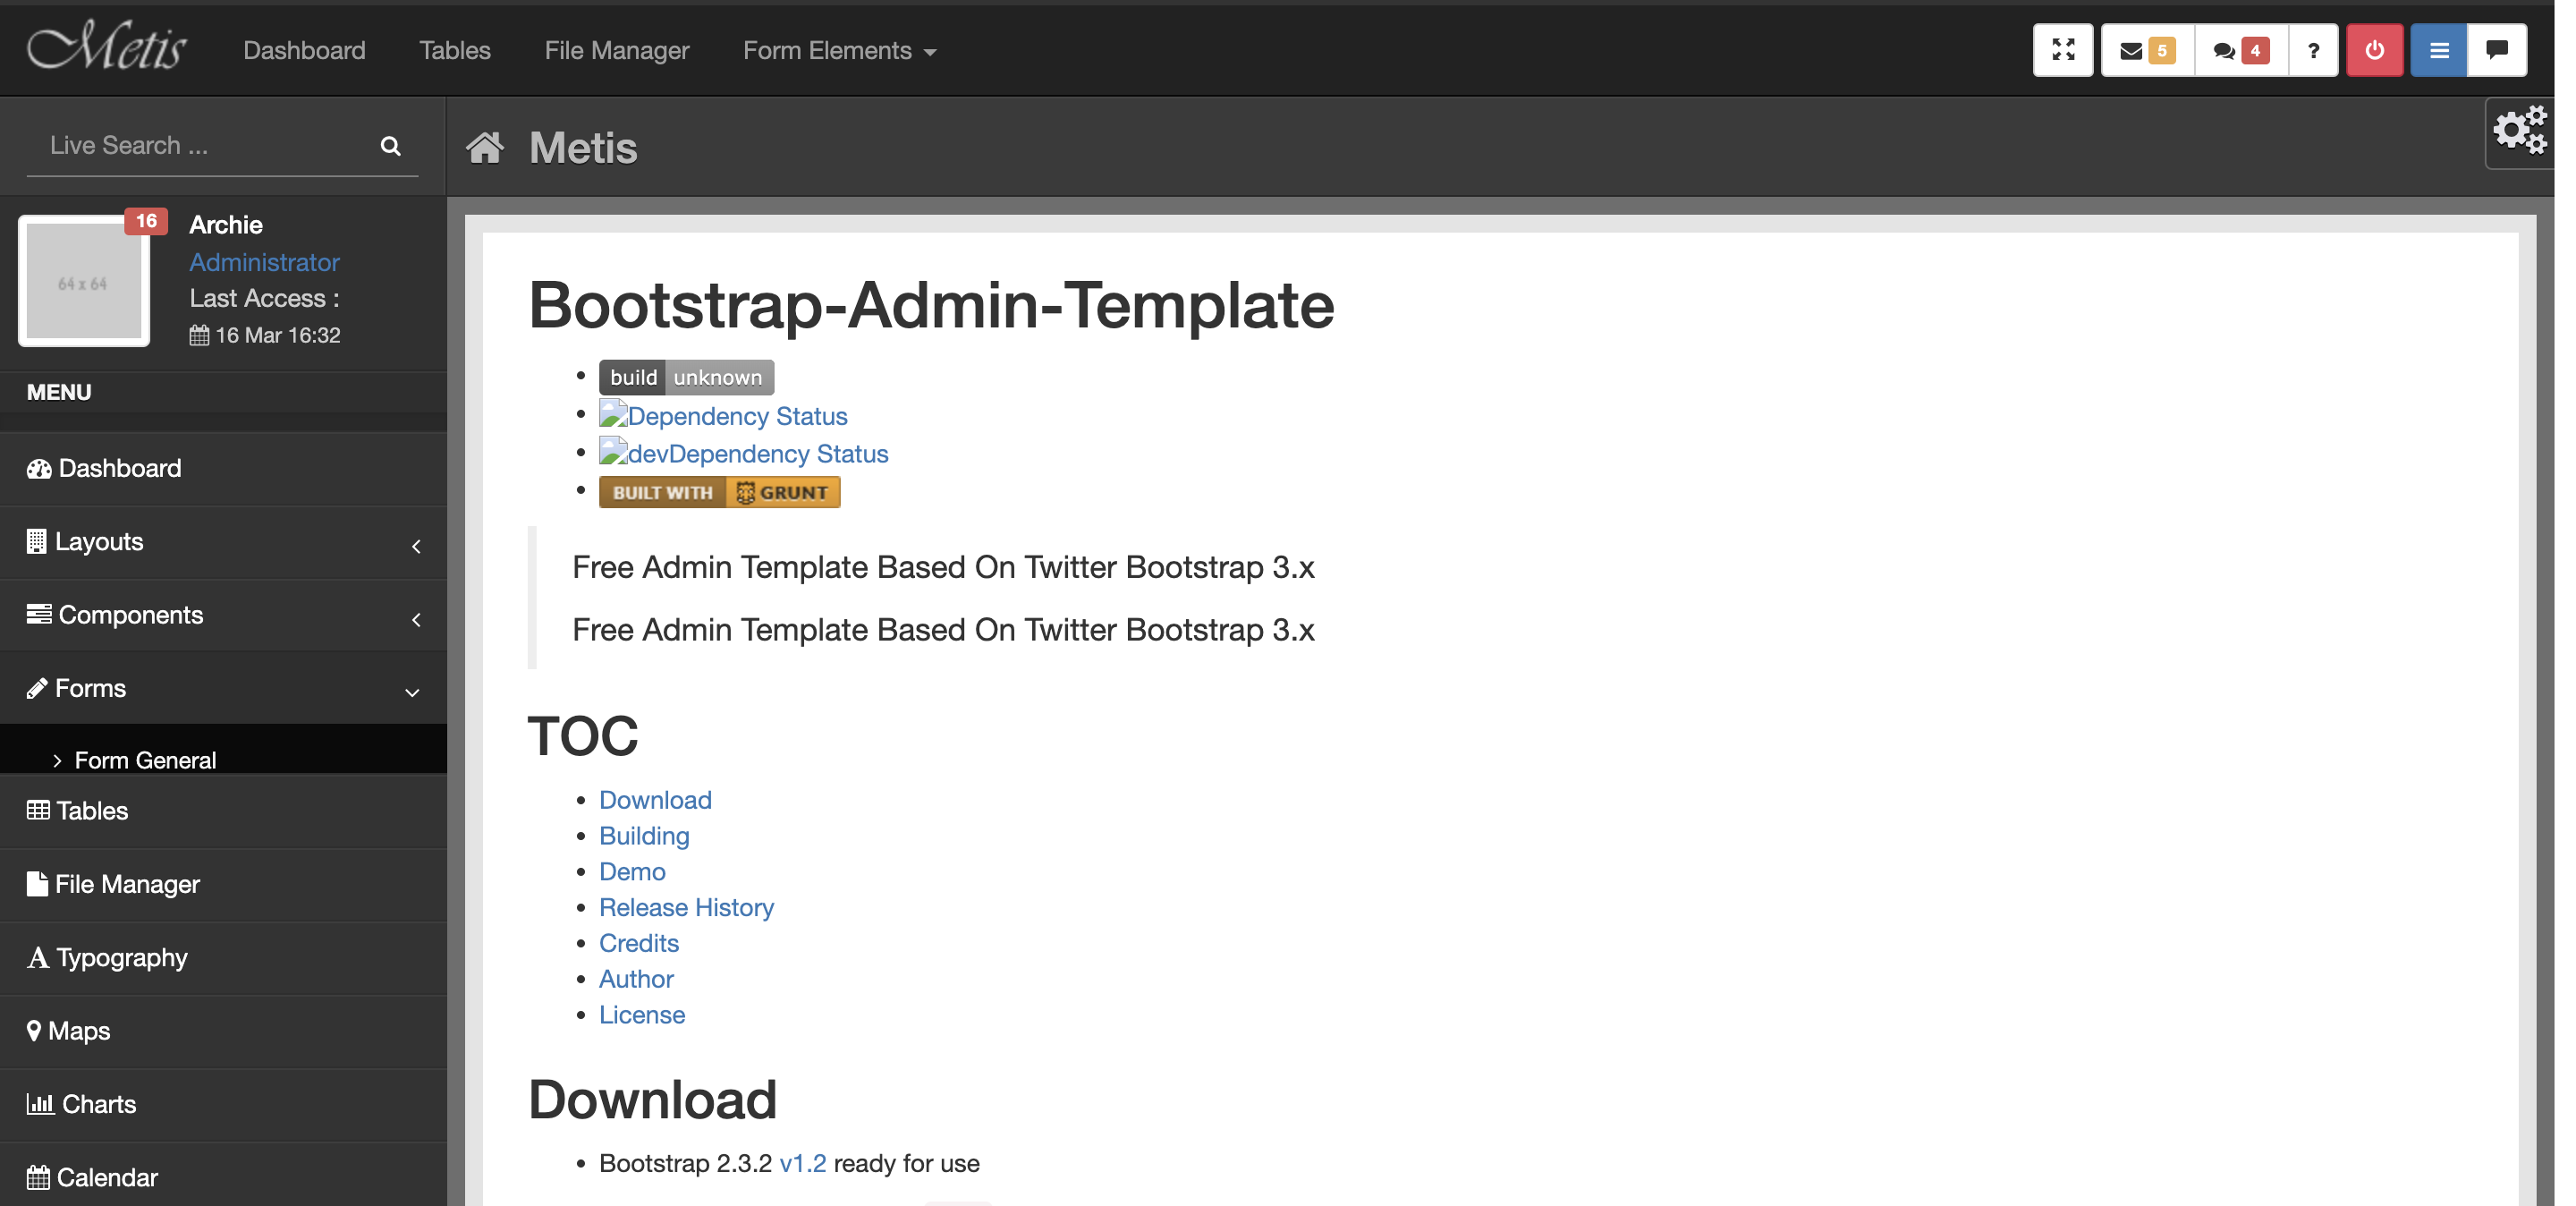 Metis Dashboard Tables File Manager Form Elements 5 4 ?
Live Search ...
Metis
16
64 x 64
Archie
Administrator
Last Access :
16 Mar 16:32
MENU
Dashboard
Layouts
Components
Forms
Form General
Tables
File Manager
Typography
Maps
Charts
Calendar
Bootstrap-Admin-Template
build unknown
Dependency Status
devDependency Status
BUILT WITH GRUNT
Free Admin Template Based On Twitter Bootstrap 3.x
Free Admin Template Based On Twitter Bootstrap 3.x
TOC
Download
Building
Demo
Release History
Credits
Author
License
Download
Bootstrap 2.3.2 v1.2 ready for use